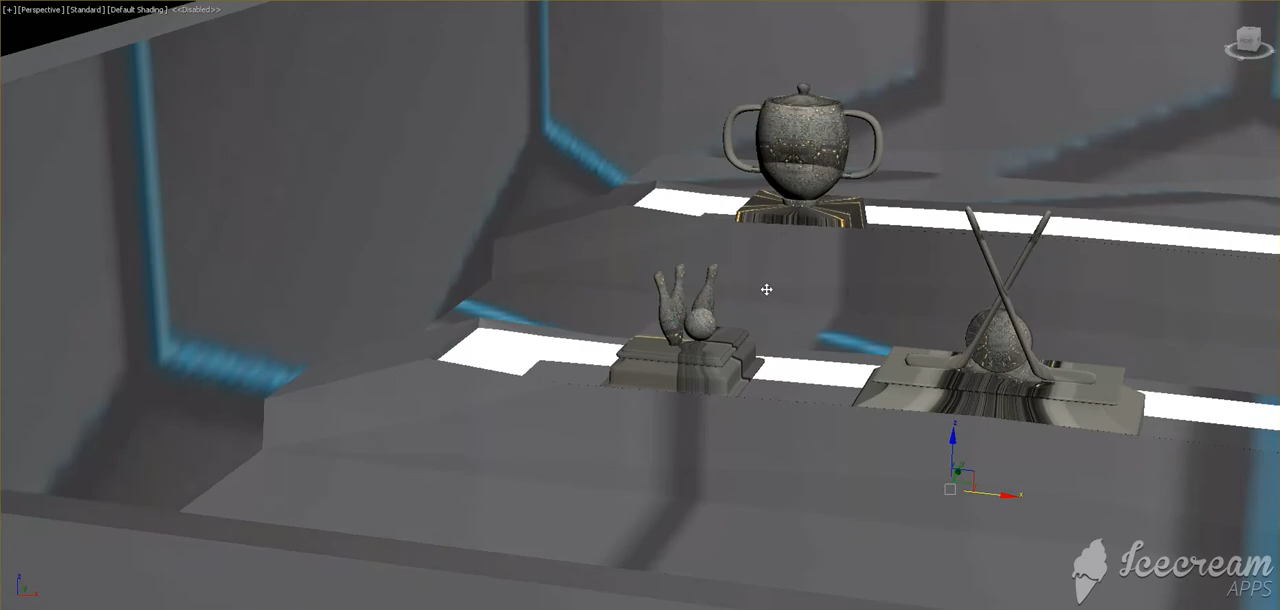 [+] [Perspective] [Standard] [Default Shading] <<Disabled>>
z
x
z
x
Icecream
APPS